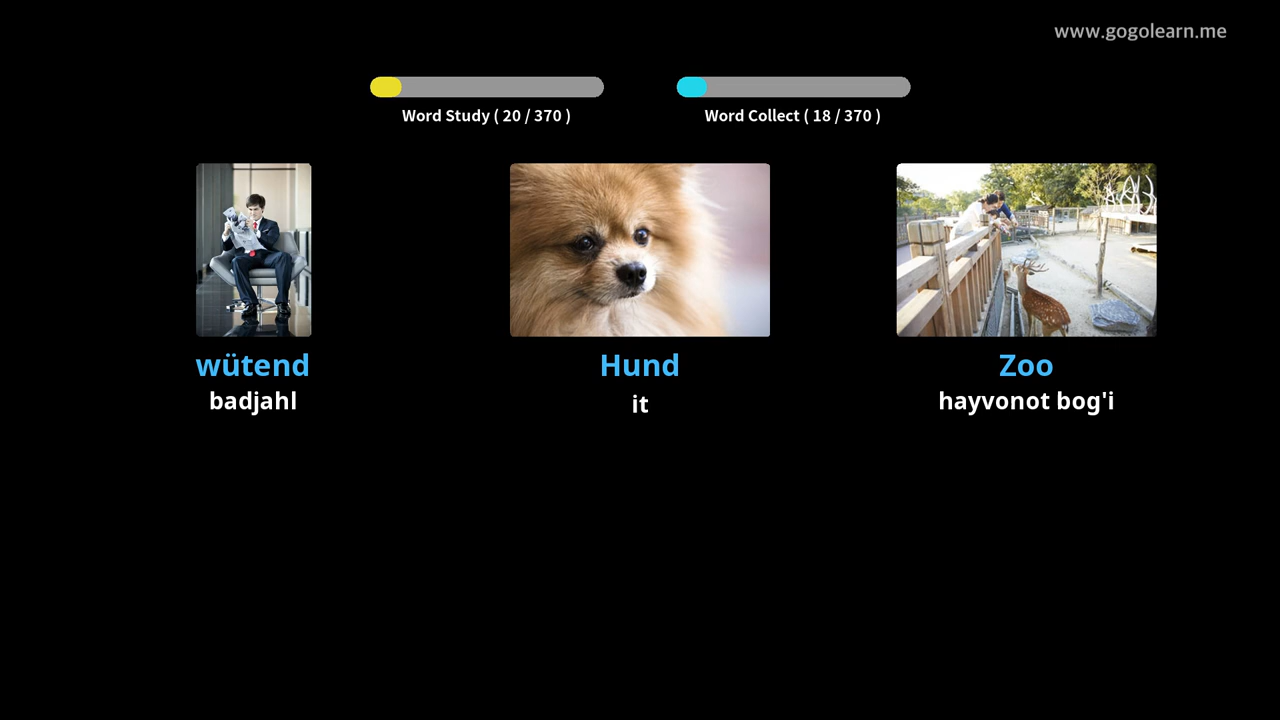 www.gogolearn.me
Word Study ( 20 / 370 )
Word Collect ( 18 / 370 )
wütend
badjahl
Hund
it
Zoo
hayvonot bog'i